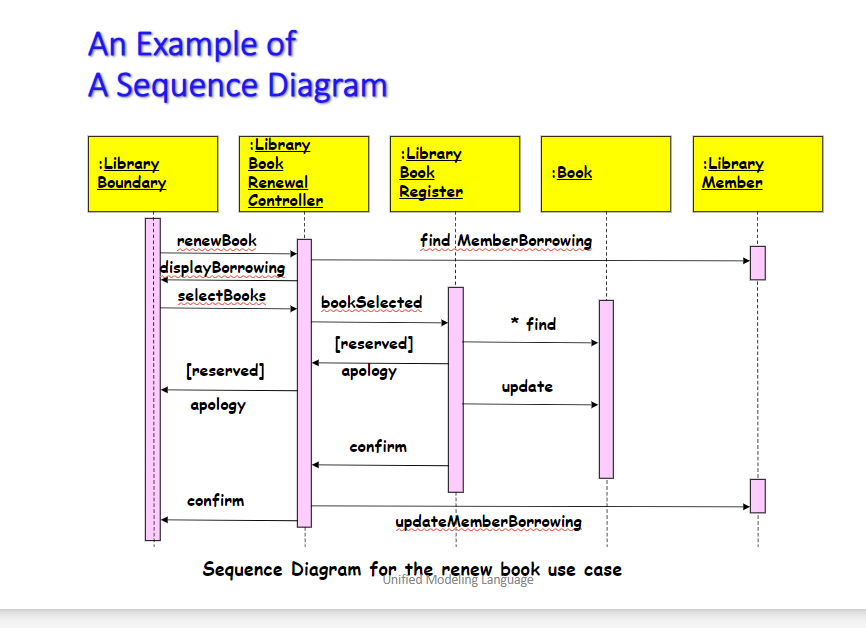 An Example of
A Sequence Diagram
:Library
Boundary
:Library
Book
Renewal
Controller
:Library
Book
Register
:Book
:Library
Member
renewBook
find MemberBorrowing
displayBorrowing
selectBooks
bookSelected
* find
[reserved]
apology
[reserved]
apology
update
confirm
confirm
updateMemberBorrowing
Sequence Diagram for the renew book use case
Unified Modeling Language